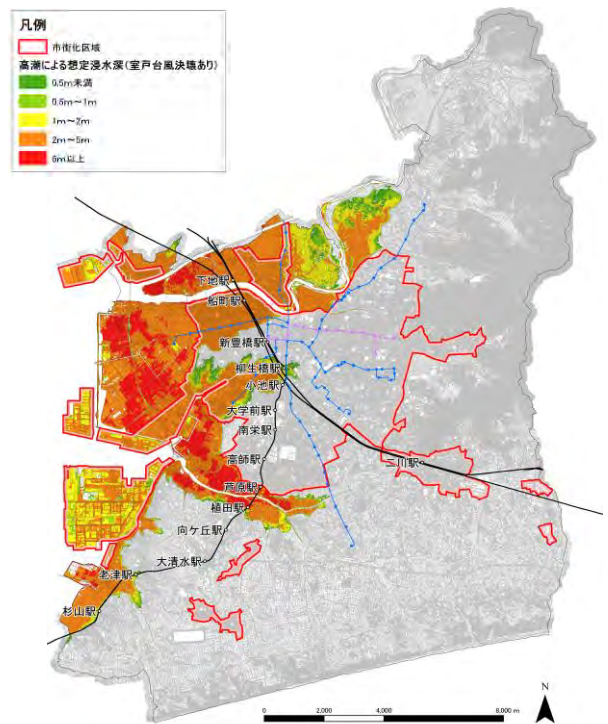 凡例
市街化区域
高潮による想定浸水深(室戸台風決壊あり)
0.5m未満
0.5m～1m
1m～2m
2m～5m
5m以上
下地駅
船町駅
新豊橋駅
柳生橋駅
小池駅
大学前駅
南栄駅
高師駅
芦原駅
植田駅
向ケ丘駅
大清水駅
老津駅
杉山駅
二川駅
0 2,000 4,000 8,000 m
N